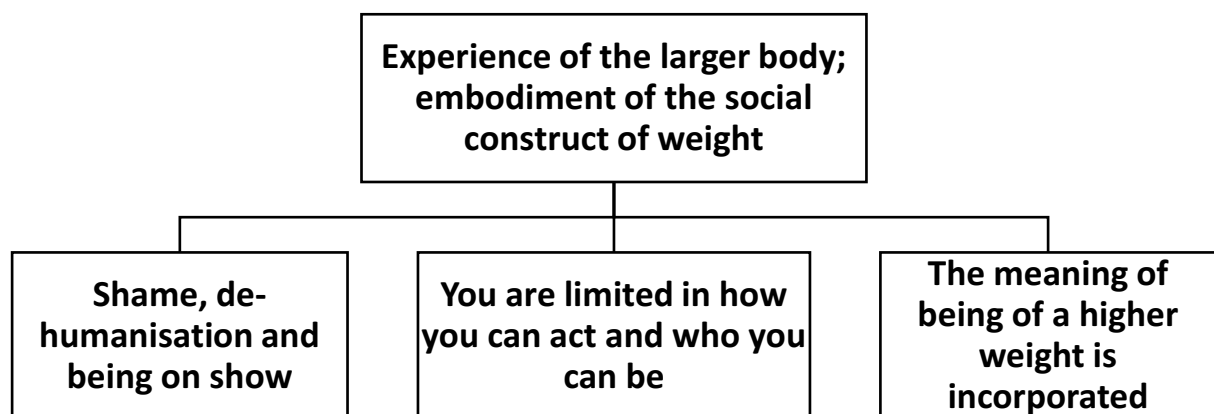 Experience of the larger body;
embodiment of the social
construct of weight
Shame, de-
humanisation and
being on show
You are limited in how
you can act and who you
can be
The meaning of
being of a higher
weight is
incorporated